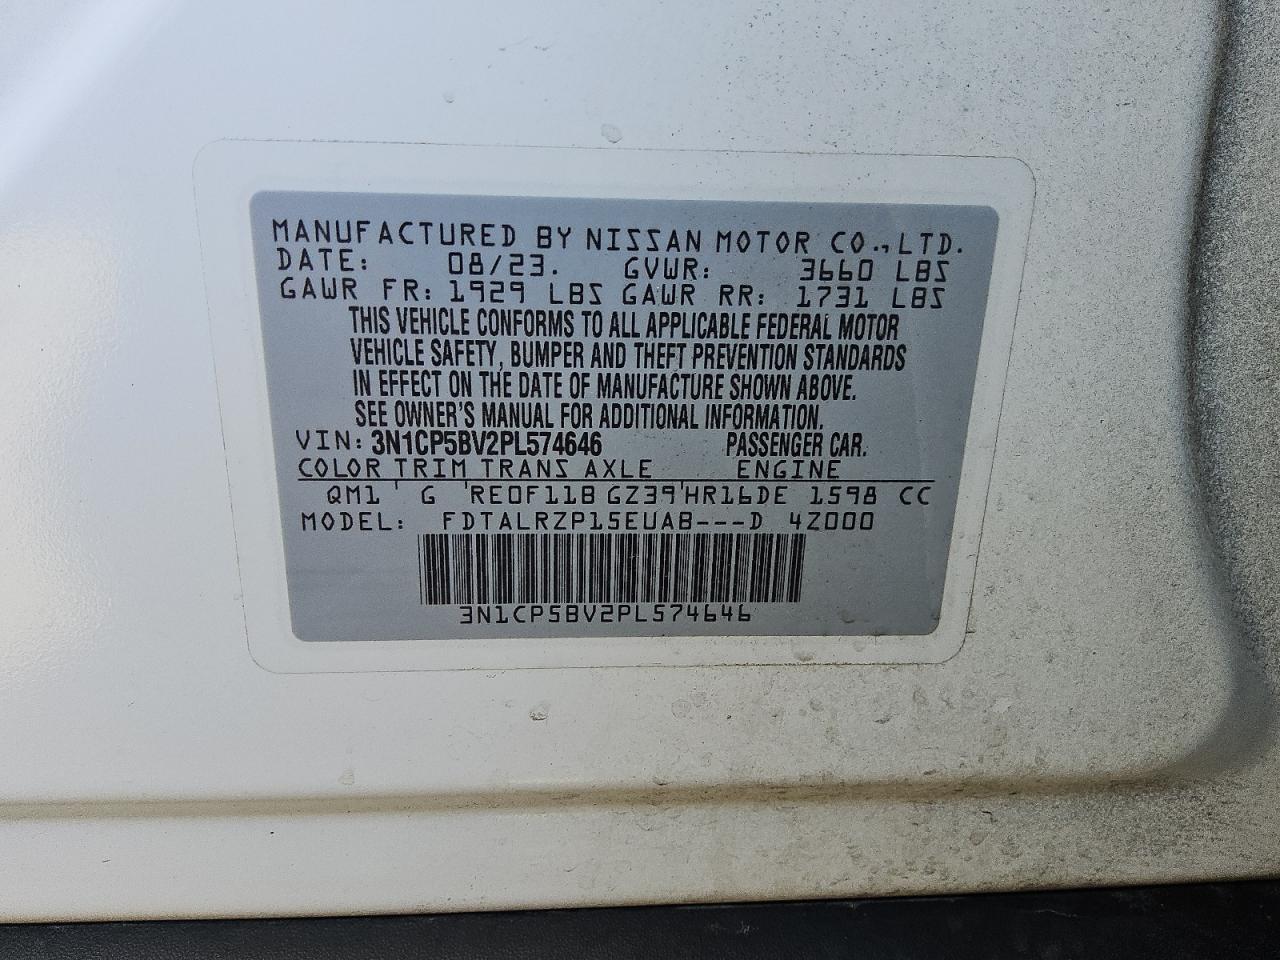 MANUFACTURED BY NISSAN MOTOR CO., LTD.
DATE: 08/23. GVWR: 3660 LBS
GAWR FR: 1929 LBS GAWR RR: 1731 LBS
THIS VEHICLE CONFORMS TO ALL APPLICABLE FEDERAL MOTOR
VEHICLE SAFETY, BUMPER AND THEFT PREVENTION STANDARDS
IN EFFECT ON THE DATE OF MANUFACTURE SHOWN ABOVE.
SEE OWNER'S MANUAL FOR ADDITIONAL INFORMATION.
VIN: 3N1CP5BV2PL574646 PASSENGER CAR.
COLOR TRIM TRANS AXLE ENGINE
QM1 ' G 'RE0F11B GZ39'HR16DE 1598 CC
MODEL: FDTALRZP15EUAB---D 4Z000
3N1CP5BV2PL574646